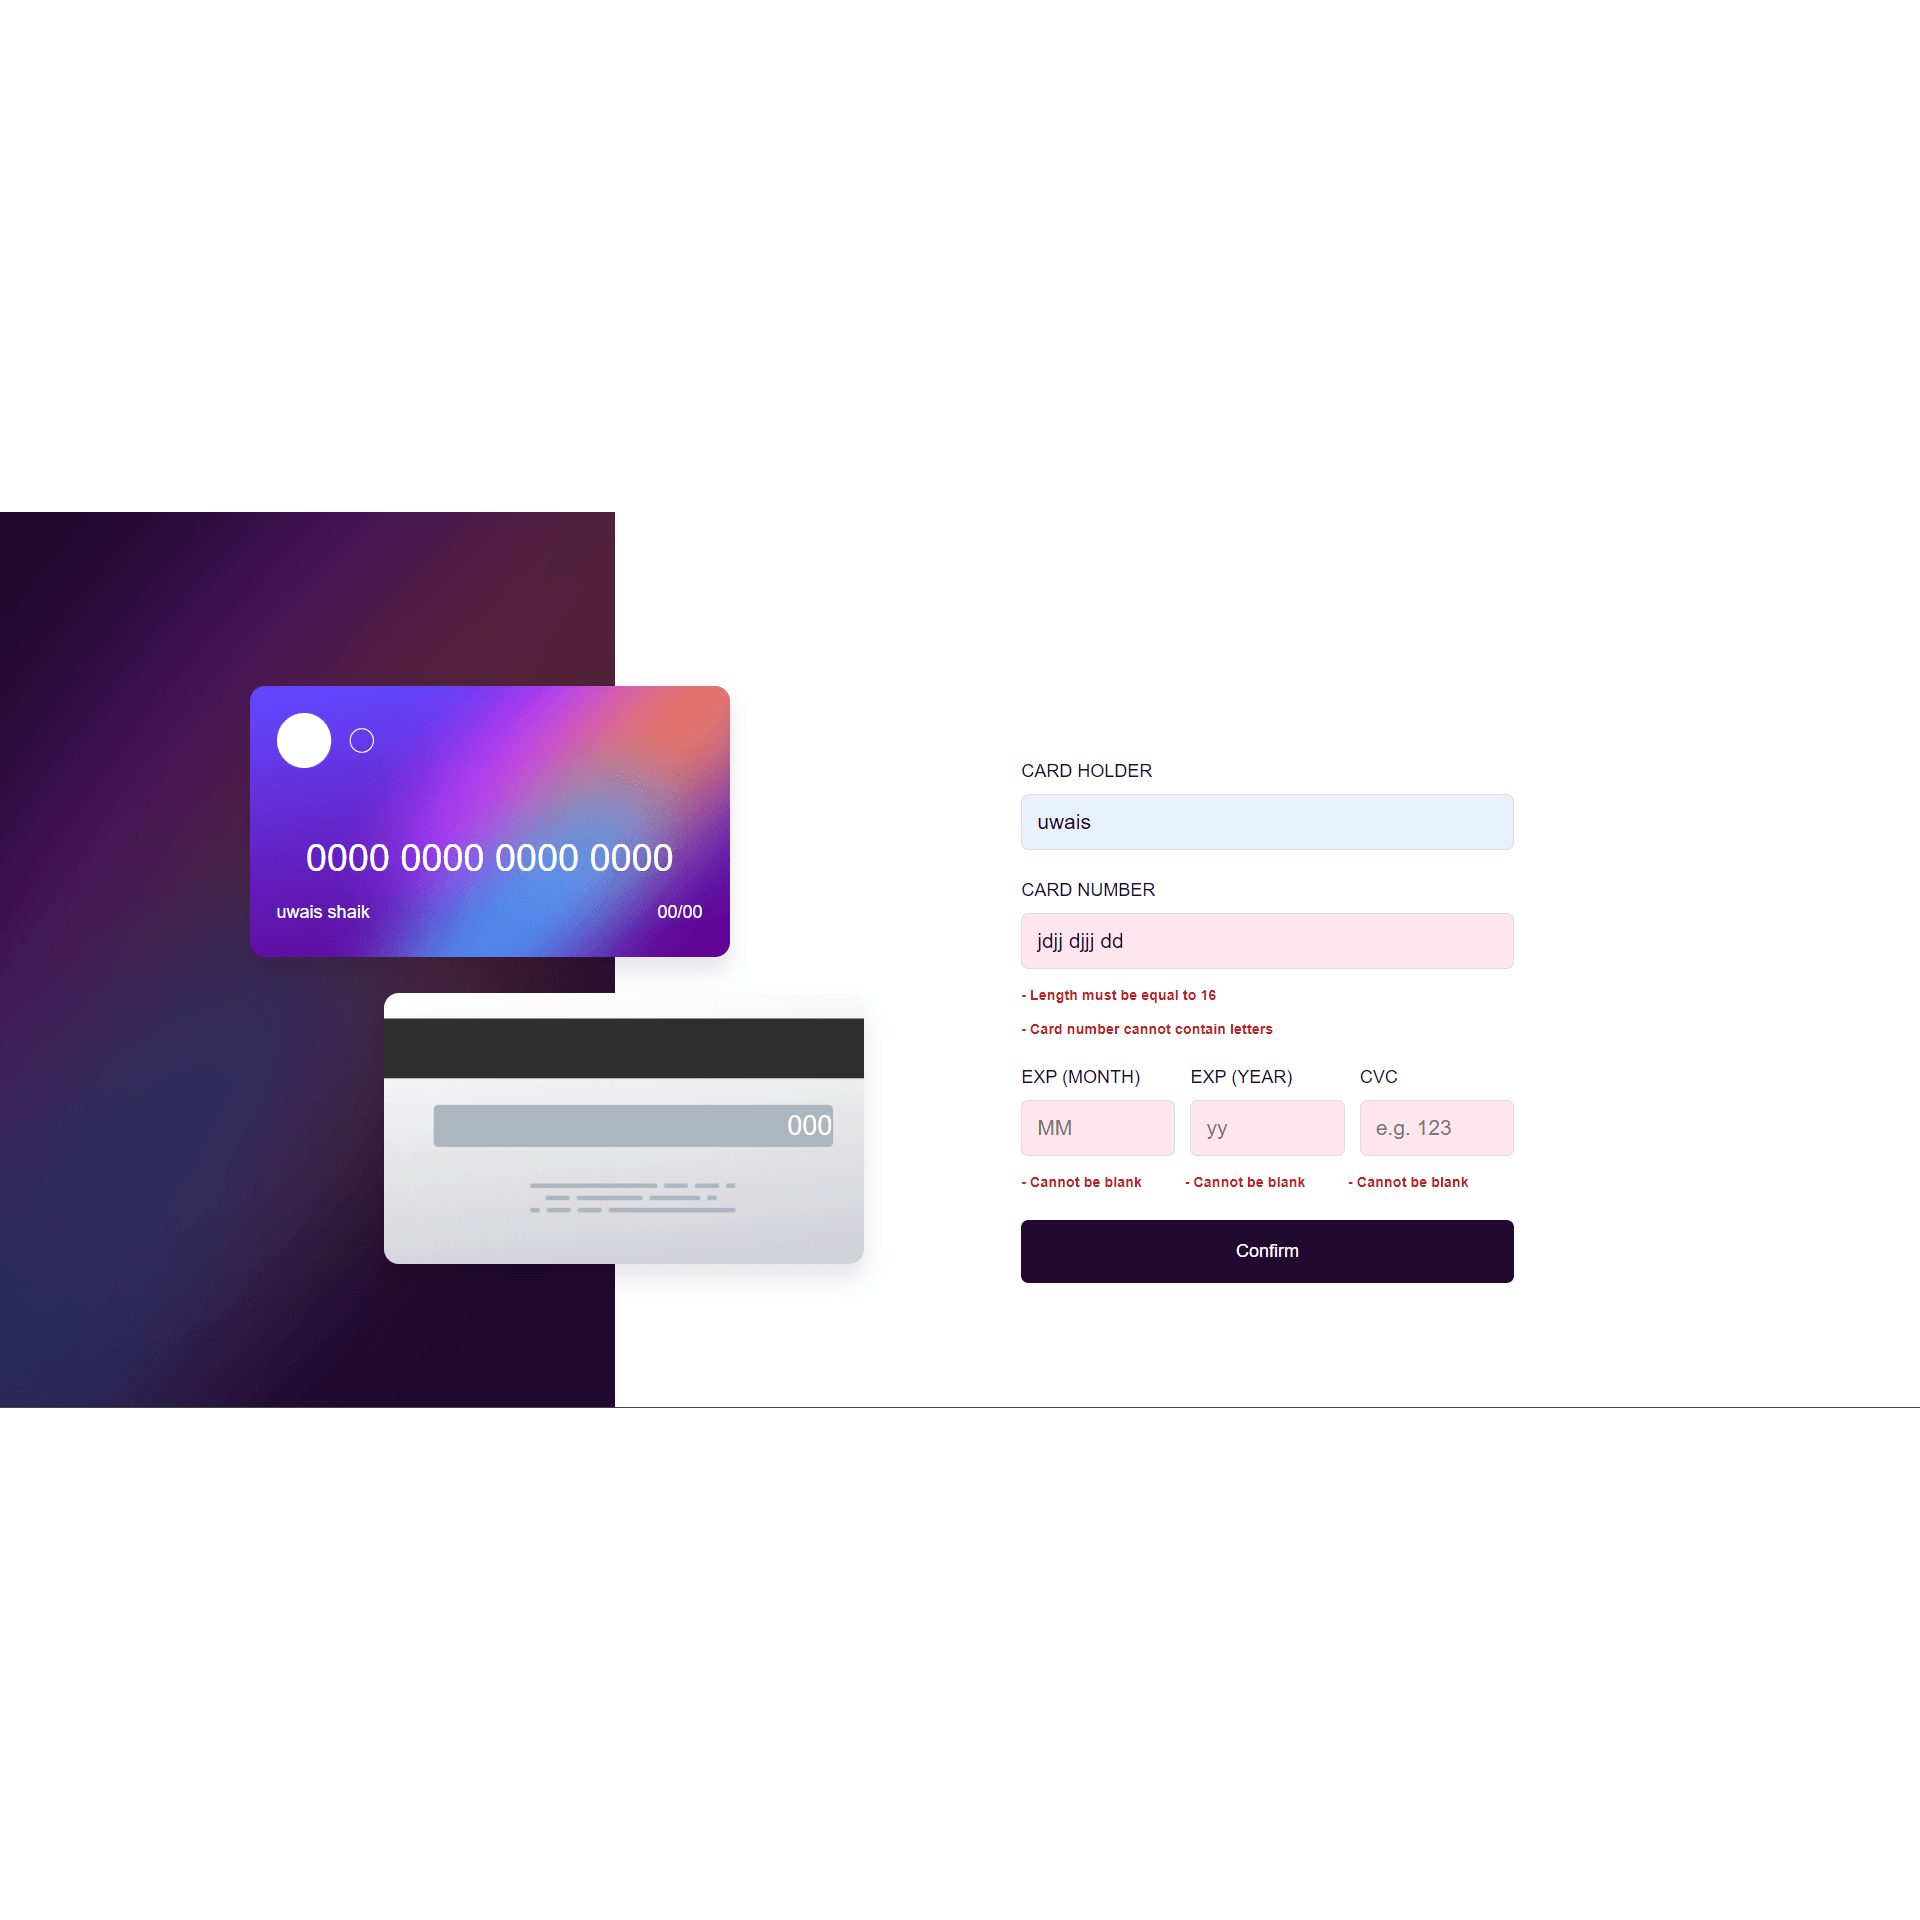 0000 0000 0000 0000
uwais shaik 00/00
000
CARD HOLDER
uwais
CARD NUMBER
jdjj djjj dd
- Length must be equal to 16
- Card number cannot contain letters
EXP (MONTH) EXP (YEAR) CVC
MM yy e.g. 123
- Cannot be blank - Cannot be blank - Cannot be blank
Confirm